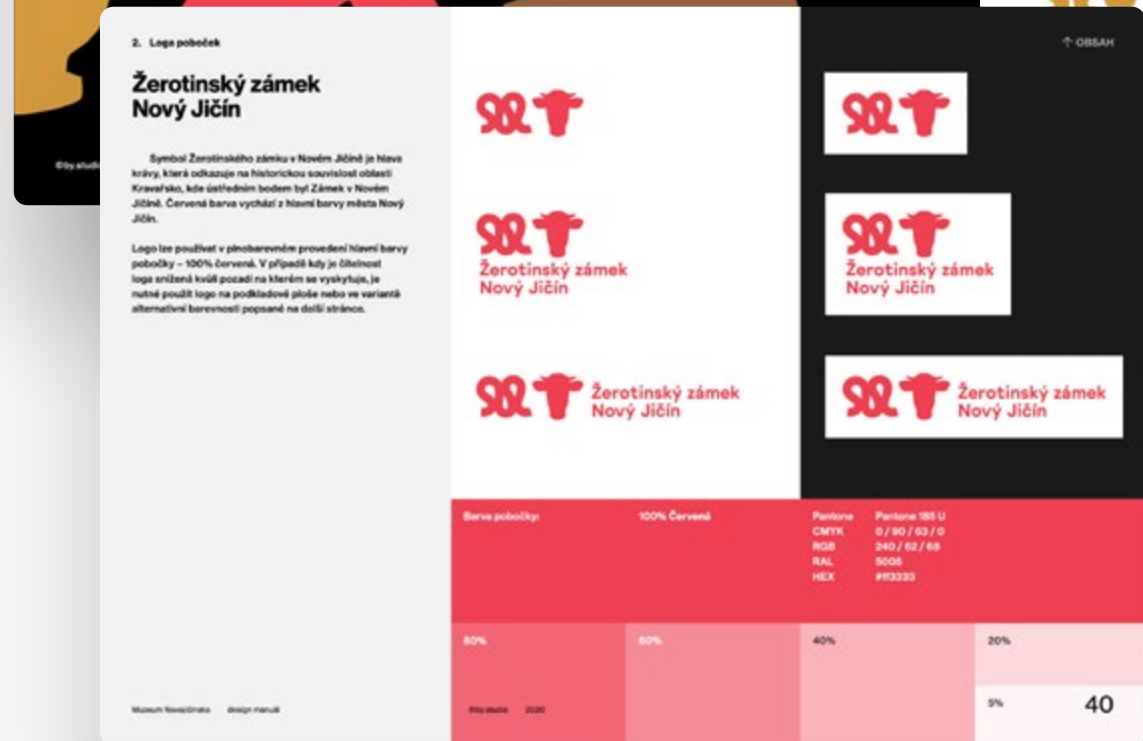 2. Loga poboček
↑ OBSAH
Žerotinský zámek
Nový Jičín
Symbol Žerotínského zámku v Novém Jičíně je hlava
krávy, která odkazuje na historickou souvislost oblasti
Kravařsko, kde ústředním bodem byl Zámek v Novém
Jičíně. Červená barva vychází z hlavní barvy města Nový
Jičín.
Logo lze používat v plnobarevném provedení hlavní barvy
pobočky – 100% červená. V případě kdy je čitelnost
loga snížená kvůli pozadí na kterém se vyskytuje, je
nutné použít logo na podkladové ploše nebo ve variantě
alternativní barevnosti popsané na další stránce.
Žerotinský zámek
Nový Jičín
Žerotinský zámek
Nový Jičín
Žerotinský zámek
Nový Jičín
Žerotinský zámek
Nový Jičín
Barva pobočky:
100% Červená
Pantone Pantone 185 U
CMYK 0 / 90 / 63 / 0
RGB 240 / 62 / 68
RAL 5005
HEX #ff3333
80%
60%
40%
20%
5%
Muzeum Novojičínska design manuál
©by.studio 2020
40
©by.studio